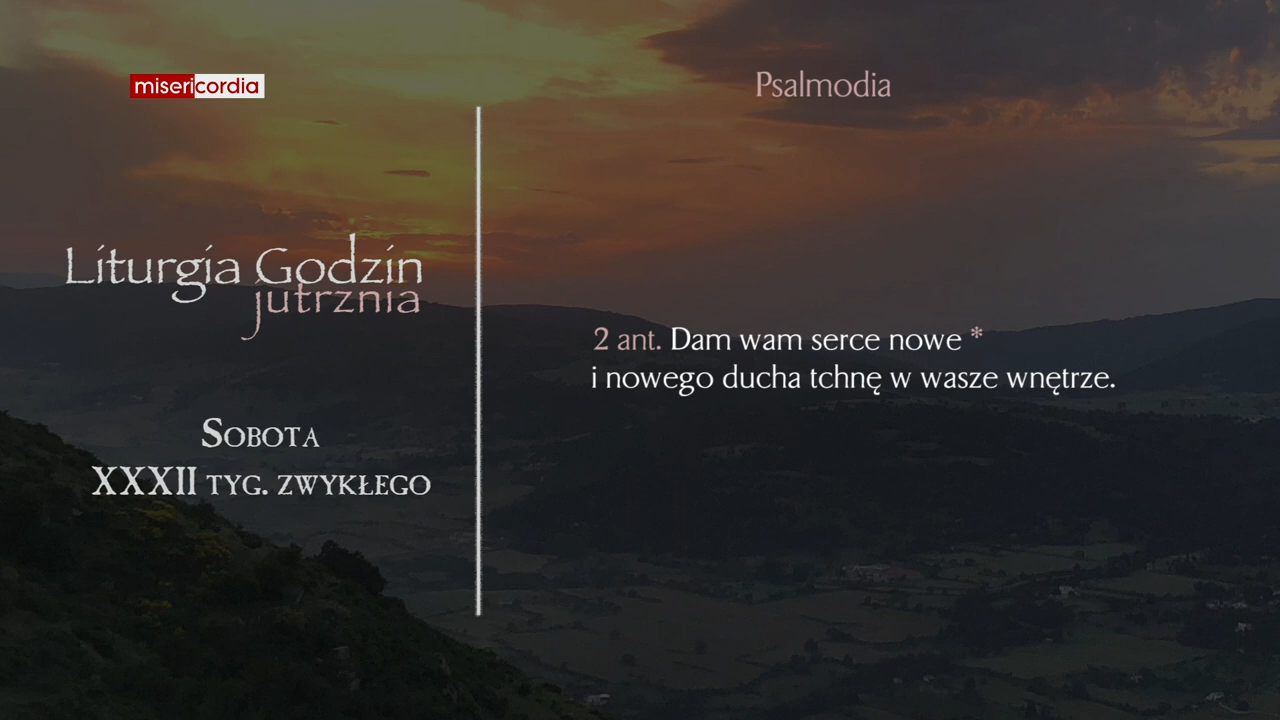 misericordia
Liturgia Godzin
jutrznia
Sobota
XXXII tyg. zwykłego
Psalmodia
2 ant. Dam wam serce nowe *
i nowego ducha tchnę w wasze wnętrze.